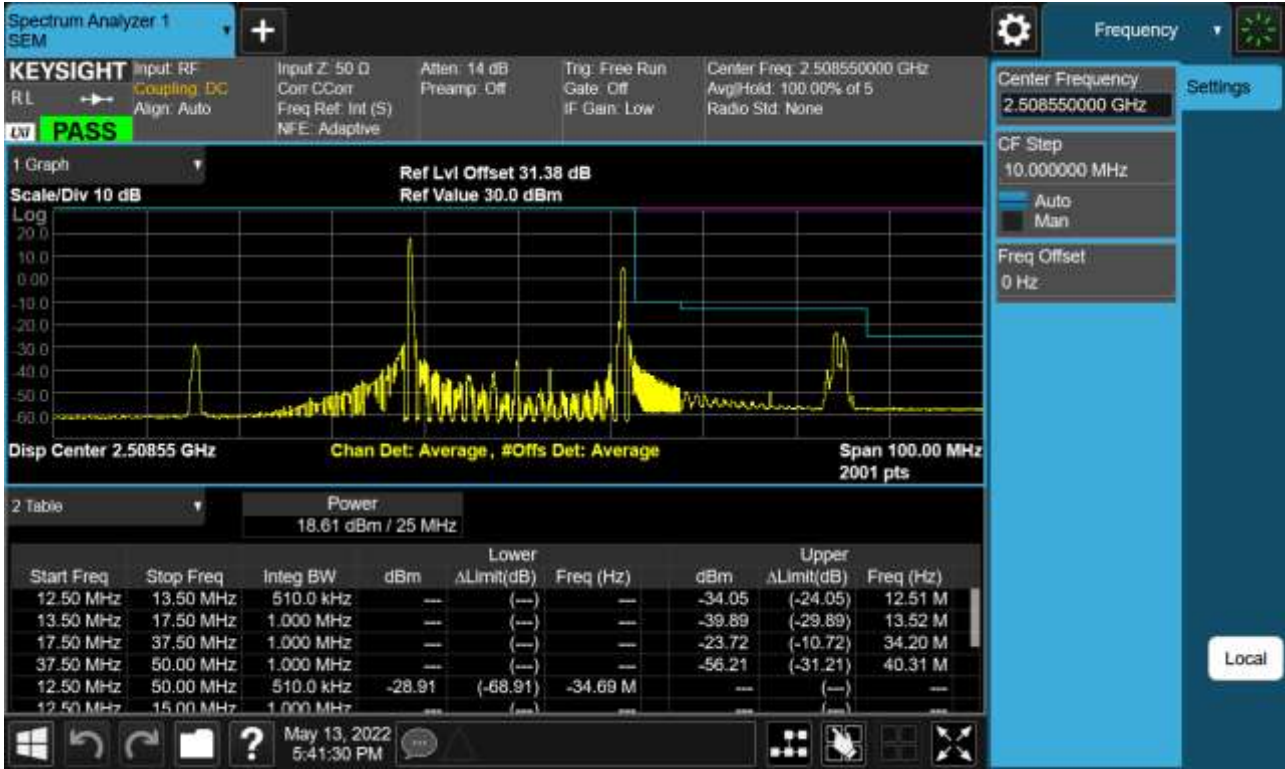 Spectrum Analyzer 1
SEM
+
Frequency
KEYSIGHT
RL
LXI
PASS
Input: RF
Coupling: DC
Align: Auto
Input Z: 50 Ω
Corr CCorr
Freq Ref: Int (S)
NFE: Adaptive
Atten: 14 dB
Preamp: Off
Trig: Free Run
Gate: Off
IF Gain: Low
Center Freq: 2.508550000 GHz
Avg|Hold: 100.00% of 5
Radio Std: None
Center Frequency
2.508550000 GHz
Settings
CF Step
10.000000 MHz
Auto
Man
Freq Offset
0 Hz
Local
1 Graph
Scale/Div 10 dB
Ref Lvl Offset 31.38 dB
Ref Value 30.0 dBm
Log
20.0
10.0
0.00
-10.0
-20.0
-30.0
-40.0
-50.0
-60.0
Disp Center 2.50855 GHz
Chan Det: Average , #Offs Det: Average
Span 100.00 MHz
2001 pts
2 Table
Power
18.61 dBm / 25 MHz
Lower Upper
Start Freq Stop Freq Integ BW dBm ΔLimit(dB) Freq (Hz) dBm ΔLimit(dB) Freq (Hz)
12.50 MHz 13.50 MHz 510.0 kHz --- (---) --- -34.05 (-24.05) 12.51 M
13.50 MHz 17.50 MHz 1.000 MHz --- (---) --- -39.89 (-29.89) 13.52 M
17.50 MHz 37.50 MHz 1.000 MHz --- (---) --- -23.72 (-10.72) 34.20 M
37.50 MHz 50.00 MHz 1.000 MHz --- (---) --- -56.21 (-31.21) 40.31 M
12.50 MHz 50.00 MHz 510.0 kHz -28.91 (-68.91) -34.69 M --- (---) ---
12.50 MHz 15.00 MHz 1.000 MHz --- (---) --- --- (---) ---
?
May 13, 2022
5:41:30 PM